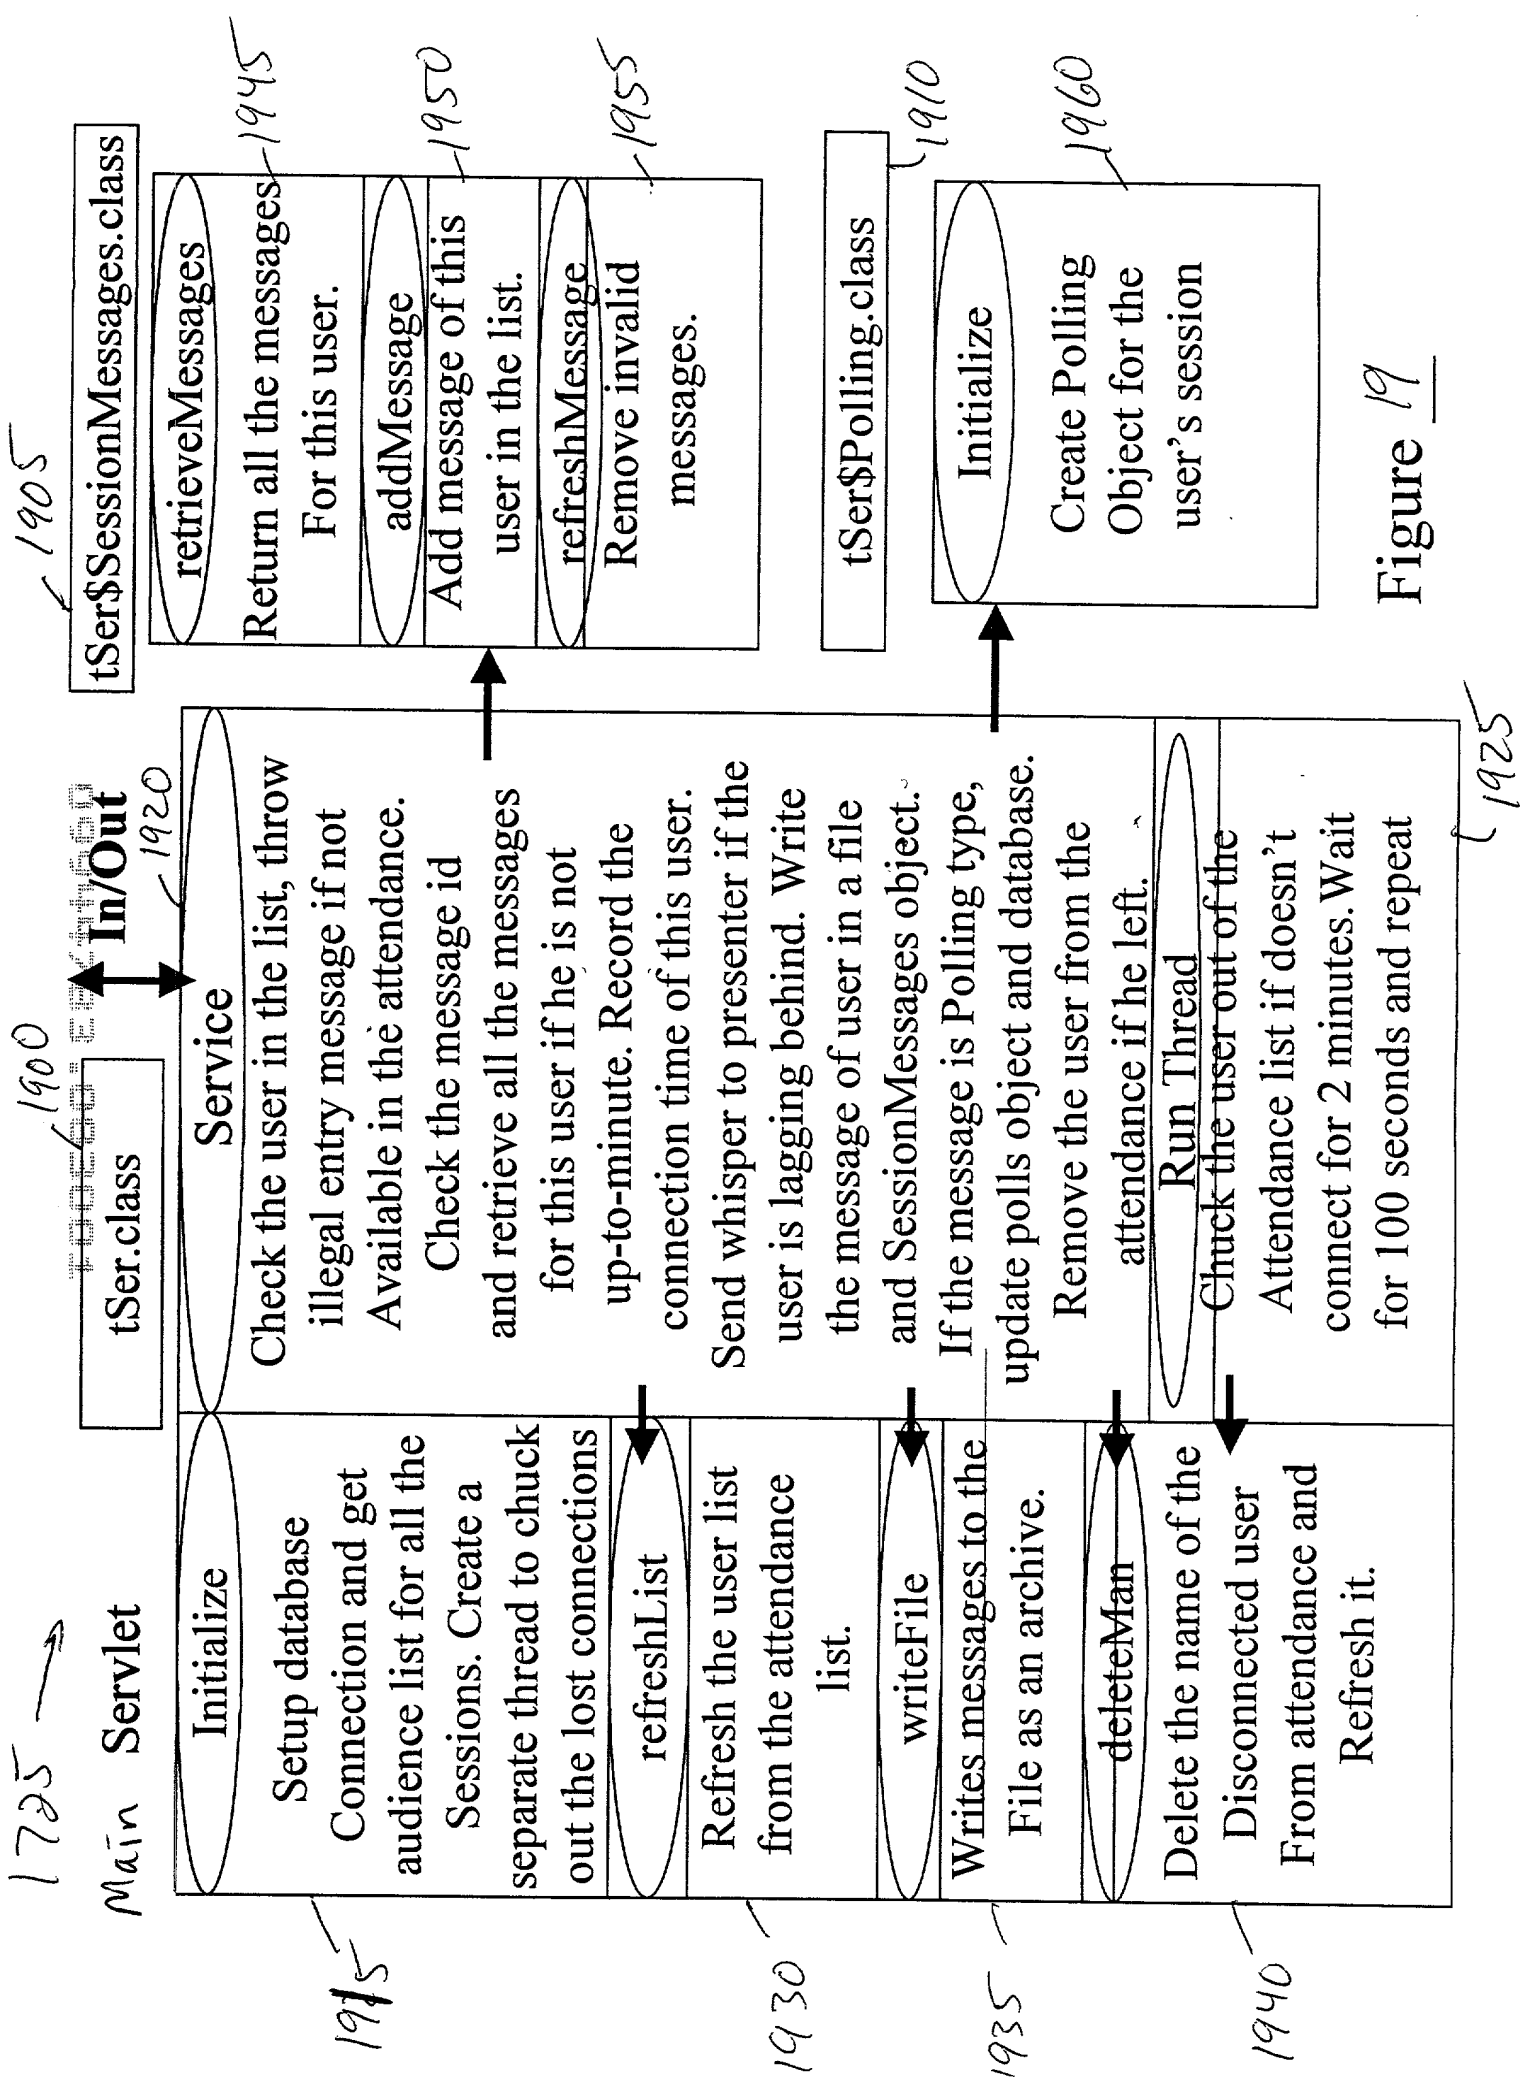 1725
Main Servlet
1900
tSer.class
In/Out
1920
1905
tSer$SessionMessages.class
Initialize
Setup database
Connection and get
audience list for all the
Sessions. Create a
separate thread to chuck
out the lost connections
1915
refreshList
Refresh the user list
from the attendance
list.
1930
writeFile
Writes messages to the
File as an archive.
1935
deleteMan
Delete the name of the
Disconnected user
From attendance and
Refresh it.
1940
Service
Check the user in the list, throw
illegal entry message if not
Available in the attendance.
Check the message id
and retrieve all the messages
for this user if he is not
up-to-minute. Record the
connection time of this user.
Send whisper to presenter if the
user is lagging behind. Write
the message of user in a file
and SessionMessages object.
If the message is Polling type,
update polls object and database.
Remove the user from the
attendance if he left.
Run Thread
Chuck the user out of the
Attendance list if doesn't
connect for 2 minutes.Wait
for 100 seconds and repeat
1925
retrieveMessages
Return all the messages
For this user.
1945
addMessage
Add message of this
user in the list.
1950
refreshMessage
Remove invalid
messages.
1955
tSer$Polling.class
1910
Initialize
Create Polling
Object for the
user's session
1960
Figure 19